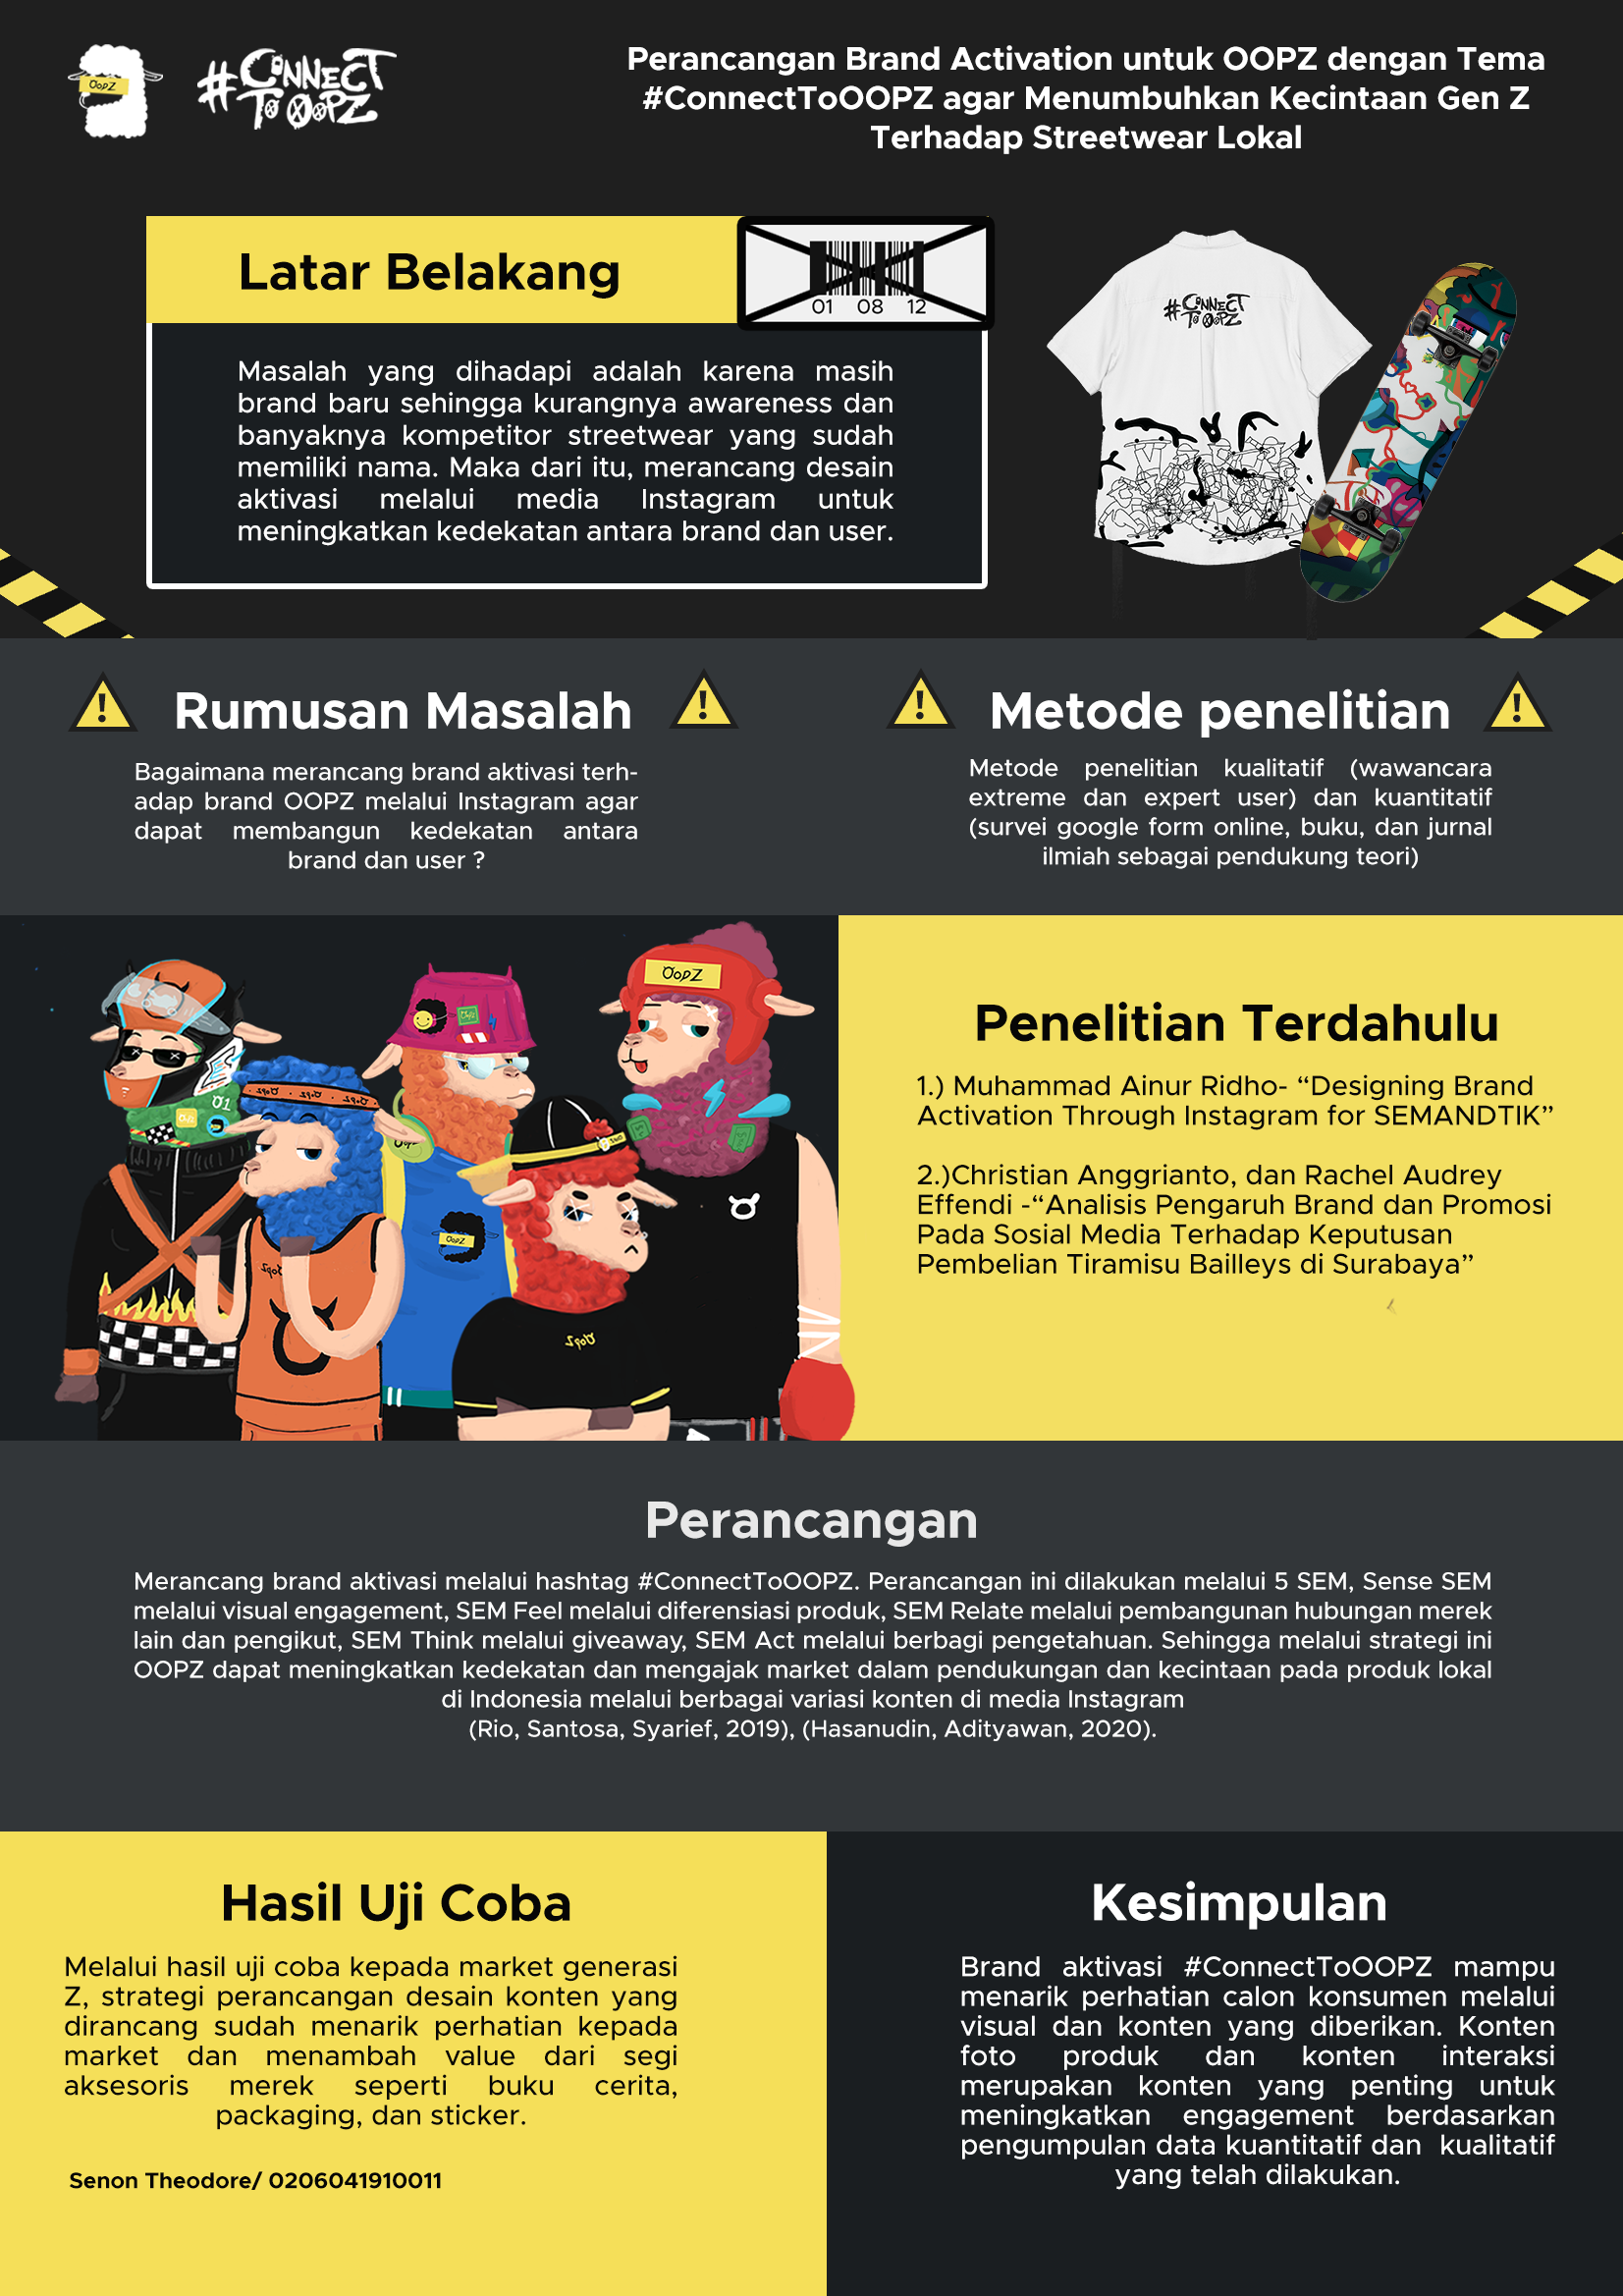 OopZ
#CONNECT
TO OOPZ
Perancangan Brand Activation untuk OOPZ dengan Tema
#ConnectToOOPZ agar Menumbuhkan Kecintaan Gen Z
Terhadap Streetwear Lokal
Latar Belakang
01 08 12
Masalah yang dihadapi adalah karena masih
brand baru sehingga kurangnya awareness dan
banyaknya kompetitor streetwear yang sudah
memiliki nama. Maka dari itu, merancang desain
aktivasi melalui media Instagram untuk
meningkatkan kedekatan antara brand dan user.
#CONNECT
TO OOPZ
Rumusan Masalah
Bagaimana merancang brand aktivasi terh-
adap brand OOPZ melalui Instagram agar
dapat membangun kedekatan antara
brand dan user ?
Metode penelitian
Metode penelitian kualitatif (wawancara
extreme dan expert user) dan kuantitatif
(survei google form online, buku, dan jurnal
ilmiah sebagai pendukung teori)
OopZ
01
OopZ
OopZ
OopZ
OopZ
OopZ
OopZ
Penelitian Terdahulu
1.) Muhammad Ainur Ridho- “Designing Brand
Activation Through Instagram for SEMANDTIK”
2.)Christian Anggrianto, dan Rachel Audrey
Effendi -“Analisis Pengaruh Brand dan Promosi
Pada Sosial Media Terhadap Keputusan
Pembelian Tiramisu Bailleys di Surabaya”
Perancangan
Merancang brand aktivasi melalui hashtag #ConnectToOOPZ. Perancangan ini dilakukan melalui 5 SEM, Sense SEM
melalui visual engagement, SEM Feel melalui diferensiasi produk, SEM Relate melalui pembangunan hubungan merek
lain dan pengikut, SEM Think melalui giveaway, SEM Act melalui berbagi pengetahuan. Sehingga melalui strategi ini
OOPZ dapat meningkatkan kedekatan dan mengajak market dalam pendukungan dan kecintaan pada produk lokal
di Indonesia melalui berbagai variasi konten di media Instagram
(Rio, Santosa, Syarief, 2019), (Hasanudin, Adityawan, 2020).
Hasil Uji Coba
Melalui hasil uji coba kepada market generasi
Z, strategi perancangan desain konten yang
dirancang sudah menarik perhatian kepada
market dan menambah value dari segi
aksesoris merek seperti buku cerita,
packaging, dan sticker.
Senon Theodore/ 0206041910011
Kesimpulan
Brand aktivasi #ConnectToOOPZ mampu
menarik perhatian calon konsumen melalui
visual dan konten yang diberikan. Konten
foto produk dan konten interaksi
merupakan konten yang penting untuk
meningkatkan engagement berdasarkan
pengumpulan data kuantitatif dan kualitatif
yang telah dilakukan.